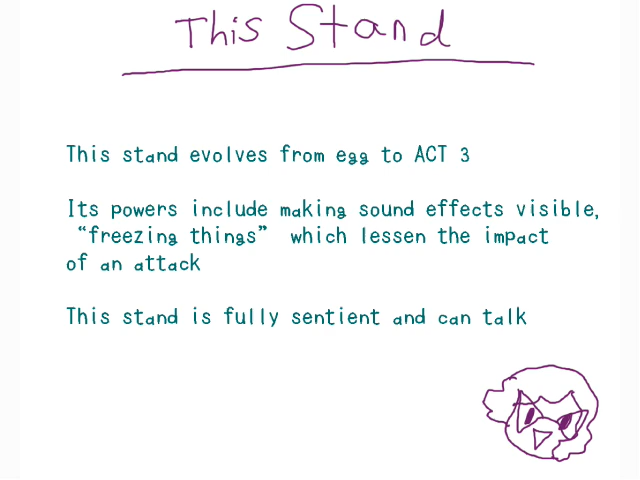 This Stand
This stand evolves from egg to ACT 3
Its powers include making sound effects visible,
“freezing things” which lessen the impact
of an attack
This stand is fully sentient and can talk